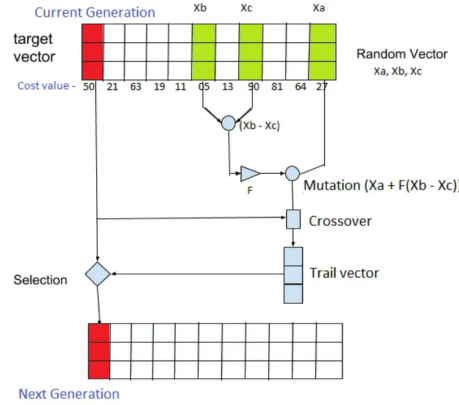 Current Generation
Xb Xc Xa
target vector
Random Vector
Xa, Xb, Xc
Cost value - 50 21 63 19 11 05 13 90 81 64 27
(Xb - Xc)
F
Mutation (Xa + F(Xb - Xc))
Crossover
Trail vector
Selection
Next Generation